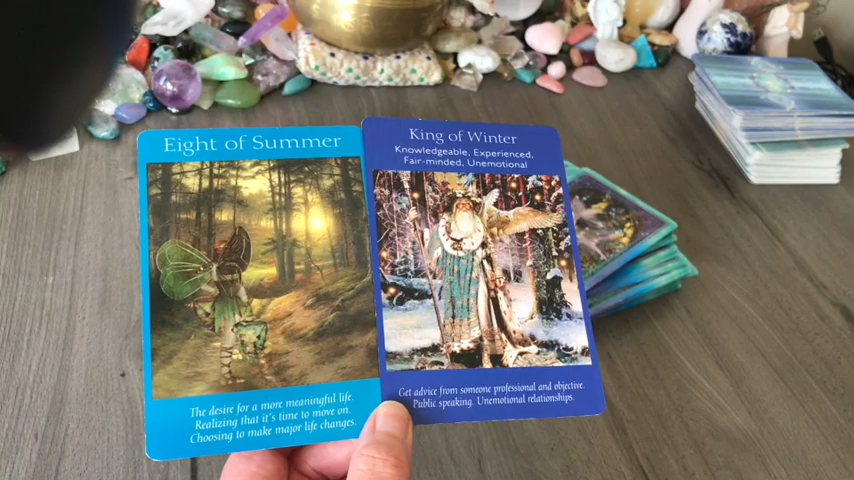 Eight of Summer
The desire for a more meaningful life.
Realizing that it's time to move on.
Choosing to make major life changes.
King of Winter
Knowledgeable, Experienced,
Fair-minded, Unemotional
Get advice from someone professional and objective.
Public speaking. Unemotional relationships.